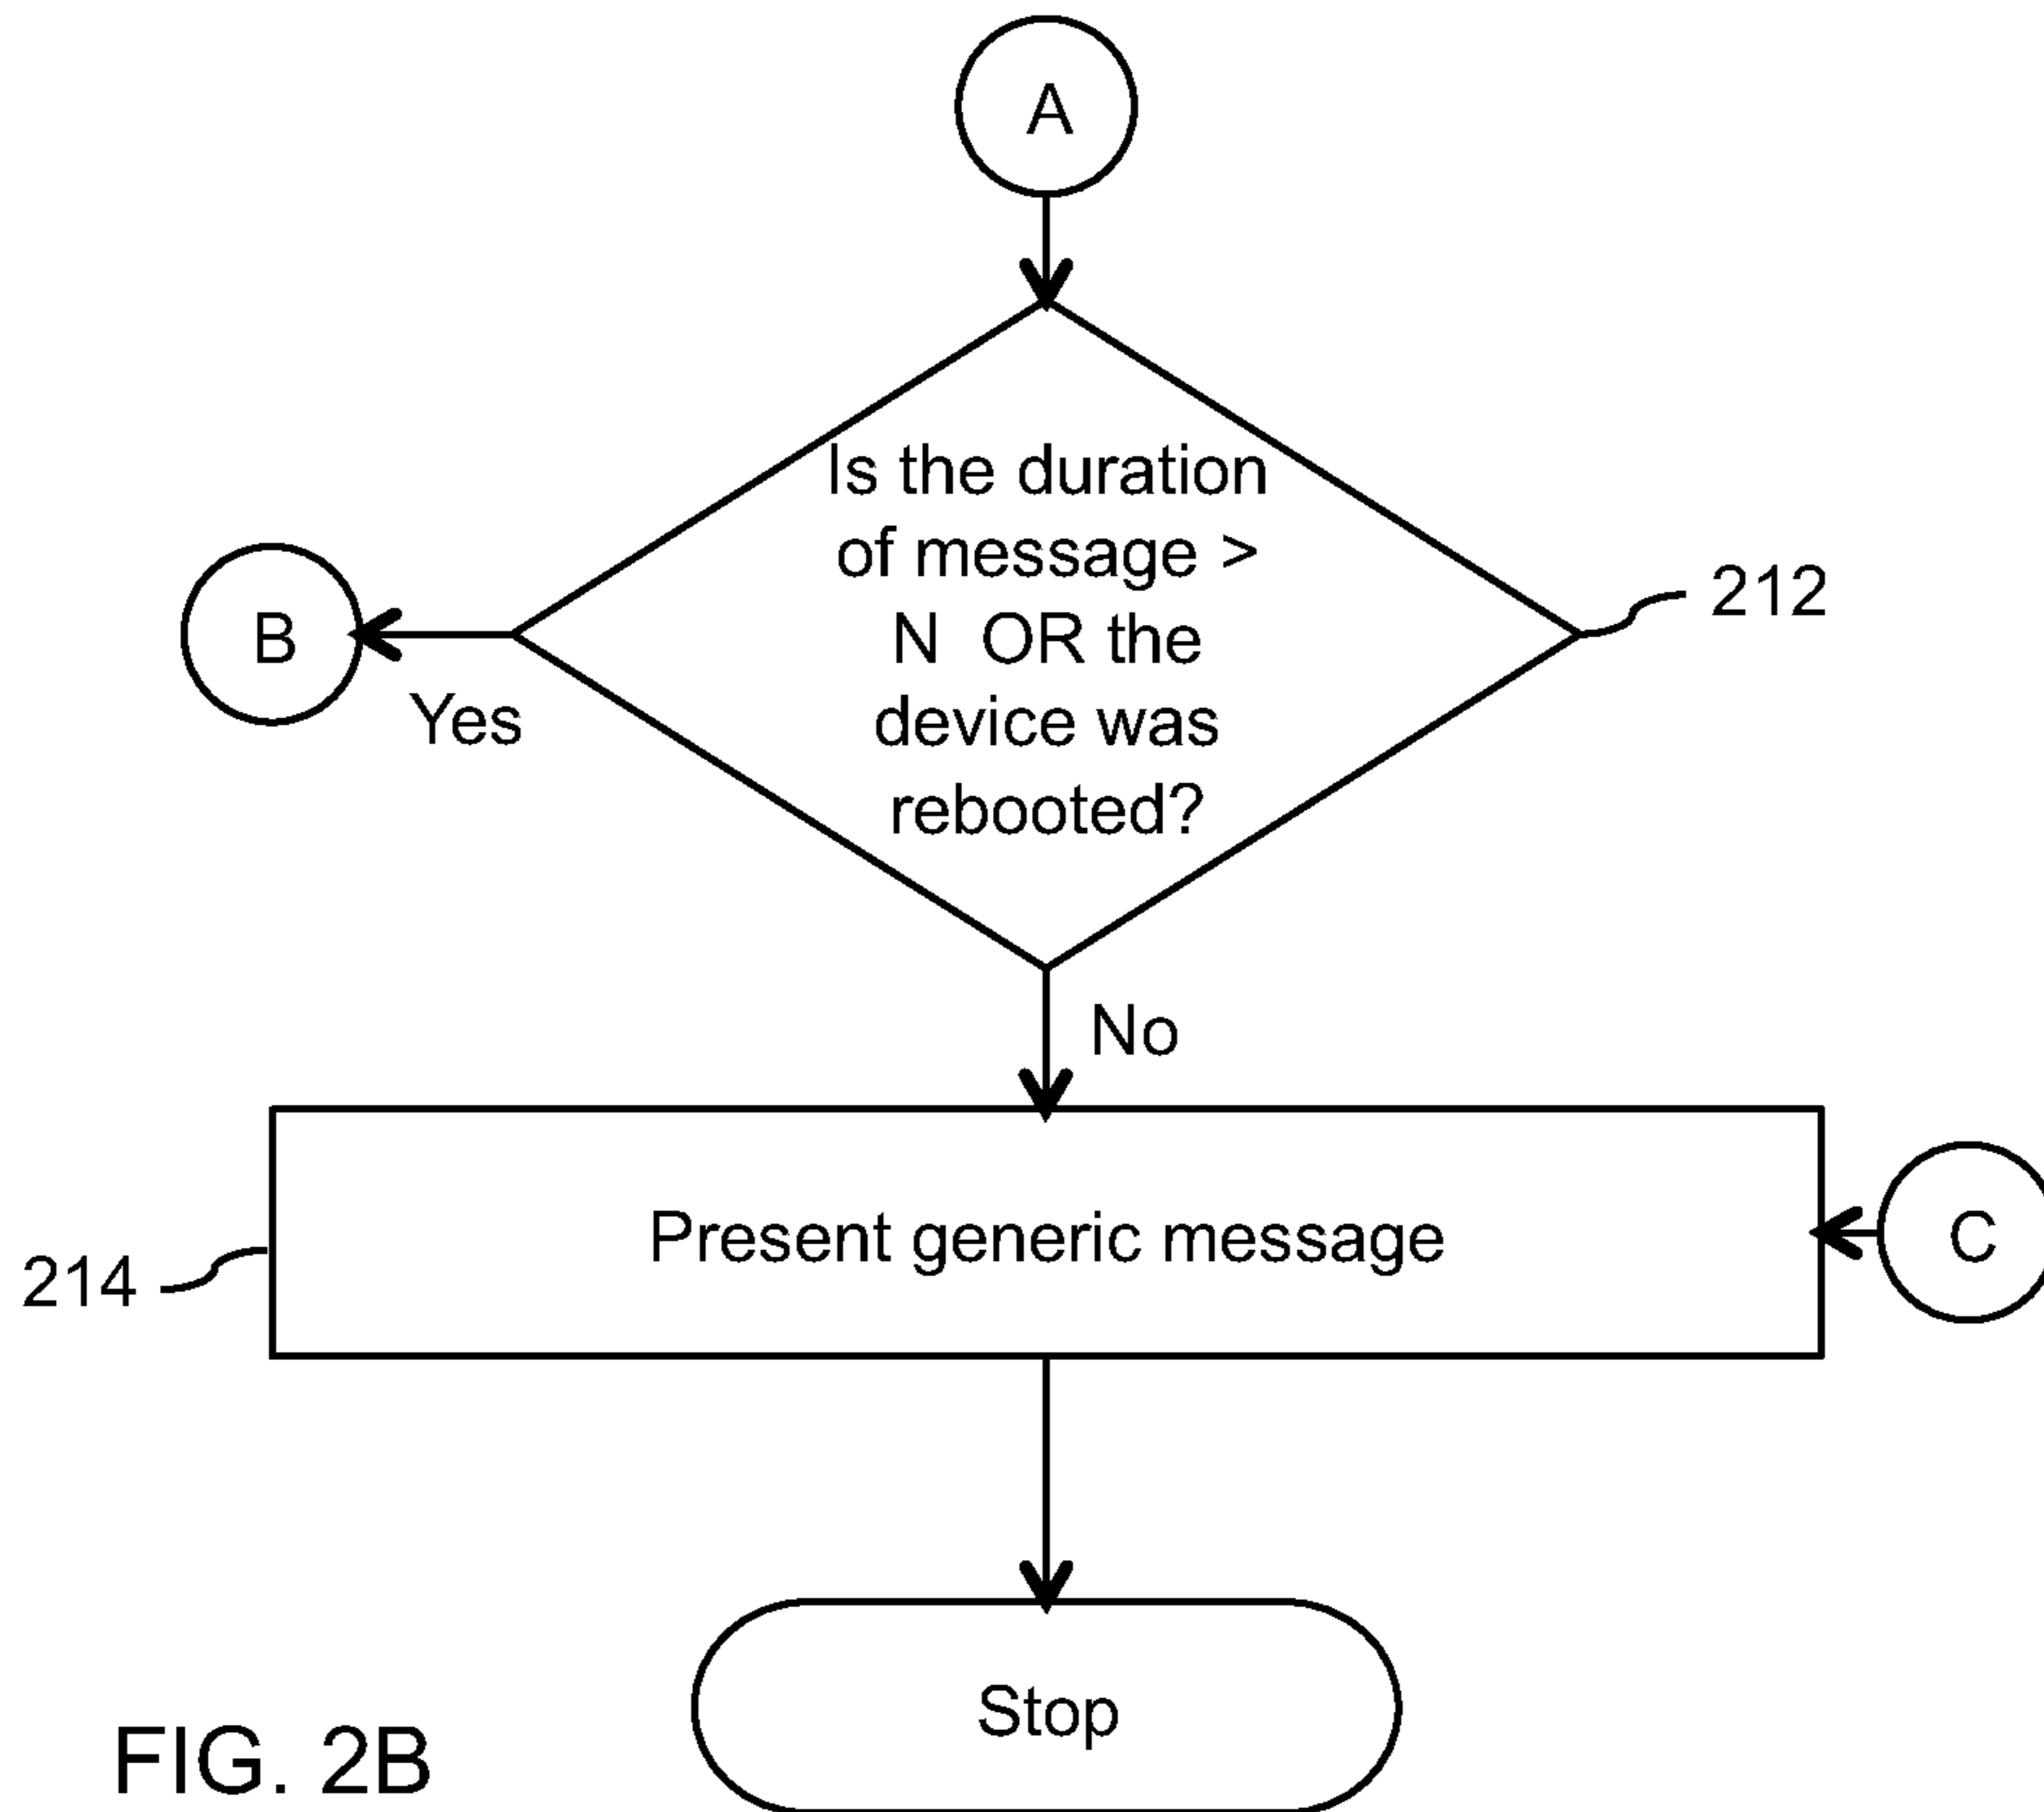 A
Is the duration
of message >
N OR the
device was
rebooted?
212
B
Yes
No
Present generic message
C
214
Stop
FIG. 2B